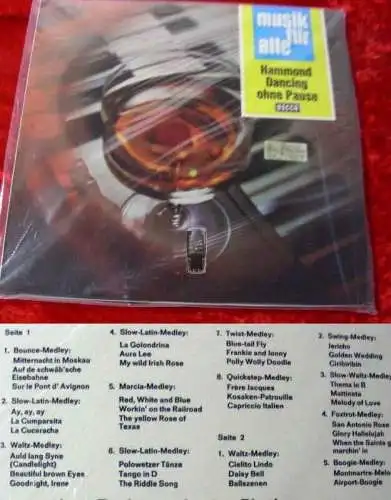 musik für
alle
Hammond
Dancing
ohne Pause
DECCA
Seite 1
1. Bounce-Medley:
Mitternacht in Moskau
Auf de schwäb'sche
Eisebahne
Sur le Pont d' Avignon
2. Slow-Latin-Medley:
Ay, ay, ay
La Cumparsita
La Cucaracha
3. Waltz-Medley:
Auld lang Syne
(Candlelight)
Beautiful brown Eyes
Goodnight, Irene
4. Slow-Latin-Medley:
La Golondrina
Aura Lee
My wild Irish Rose
5. Marcia-Medley:
Red, White and Blue
Workin' on the Railroad
The yellow Rose of
Texas
6. Slow-Latin-Medley:
Polowetzer Tänze
Tango in D
The Riddle Song
7. Twist-Medley:
Blue-tail Fly
Frankie and Jonny
Polly Wolly Doodle
8. Quickstep-Medley:
Frère Jacques
Kosaken-Patrouille
Capriccio Italien
Seite 2
1. Waltz-Medley:
Cielito Lindo
Daisy Bell
Ballszenen
2. Swing-Medley:
Jericho
Golden Wedding
Ciribiribin
3. Slow-Waltz-Medley
Thema in B
Mattinata
Melody of Love
4. Foxtrot-Medley:
San Antonio Rose
Glory Hallelujah
When the Saints g
marchin' in
5. Boogie-Medley:
Montmartre-Melo
Airport-Boogie